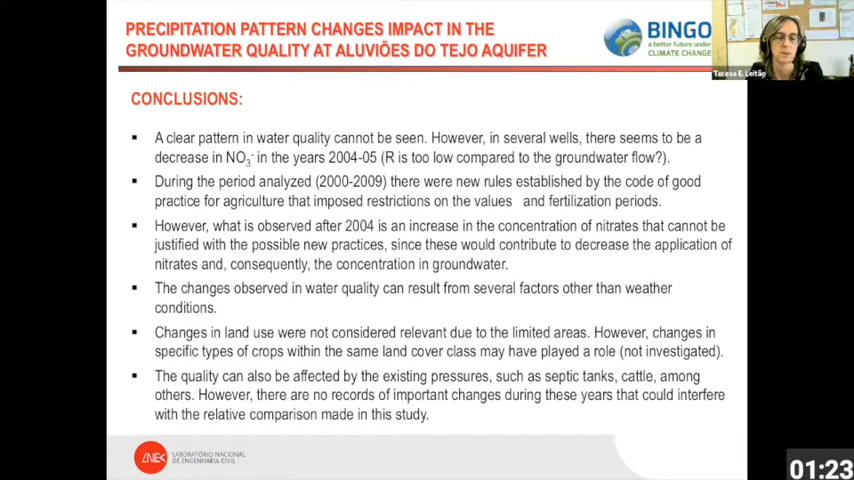 PRECIPITATION PATTERN CHANGES IMPACT IN THE
GROUNDWATER QUALITY AT ALUVIÕES DO TEJO AQUIFER
BINGO
a better future under
CLIMATE CHANGE
Teresa E. Leitão
CONCLUSIONS:
▪ A clear pattern in water quality cannot be seen. However, in several wells, there seems to be a
decrease in NO₃⁻ in the years 2004-05 (R is too low compared to the groundwater flow?).
▪ During the period analyzed (2000-2009) there were new rules established by the code of good
practice for agriculture that imposed restrictions on the values and fertilization periods.
▪ However, what is observed after 2004 is an increase in the concentration of nitrates that cannot be
justified with the possible new practices, since these would contribute to decrease the application of
nitrates and, consequently, the concentration in groundwater.
▪ The changes observed in water quality can result from several factors other than weather
conditions.
▪ Changes in land use were not considered relevant due to the limited areas. However, changes in
specific types of crops within the same land cover class may have played a role (not investigated).
▪ The quality can also be affected by the existing pressures, such as septic tanks, cattle, among
others. However, there are no records of important changes during these years that could interfere
with the relative comparison made in this study.
LNEC
LABORATÓRIO NACIONAL
DE ENGENHARIA CIVIL
01:23